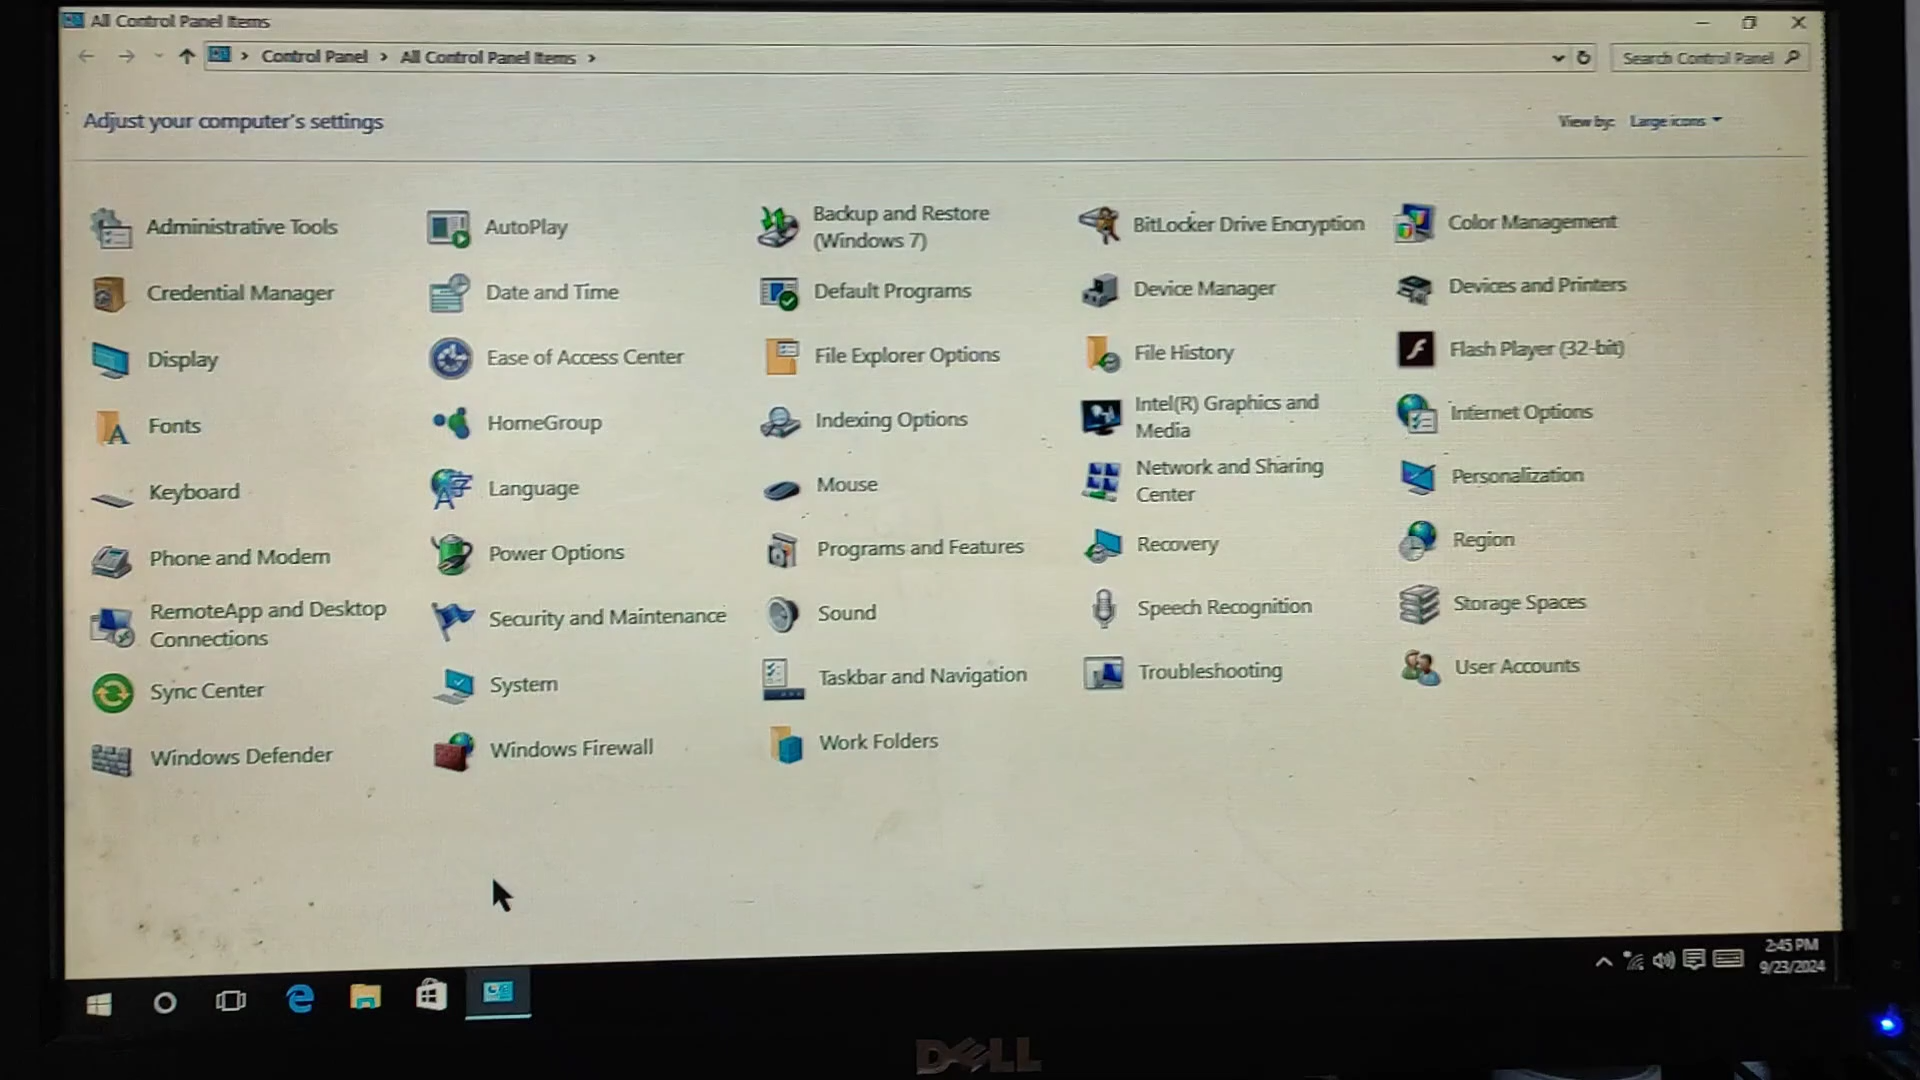 All Control Panel Items
Control Panel > All Control Panel Items >
Search Control Panel
Adjust your computer's settings
View by: Large icons
Administrative Tools
AutoPlay
Backup and Restore
(Windows 7)
BitLocker Drive Encryption
Color Management
Credential Manager
Date and Time
Default Programs
Device Manager
Devices and Printers
Display
Ease of Access Center
File Explorer Options
File History
Flash Player (32-bit)
Fonts
HomeGroup
Indexing Options
Intel(R) Graphics and
Media
Internet Options
Keyboard
Language
Mouse
Network and Sharing
Center
Personalization
Phone and Modem
Power Options
Programs and Features
Recovery
Region
RemoteApp and Desktop
Connections
Security and Maintenance
Sound
Speech Recognition
Storage Spaces
Sync Center
System
Taskbar and Navigation
Troubleshooting
User Accounts
Windows Defender
Windows Firewall
Work Folders
2:45 PM
9/23/2024
DELL